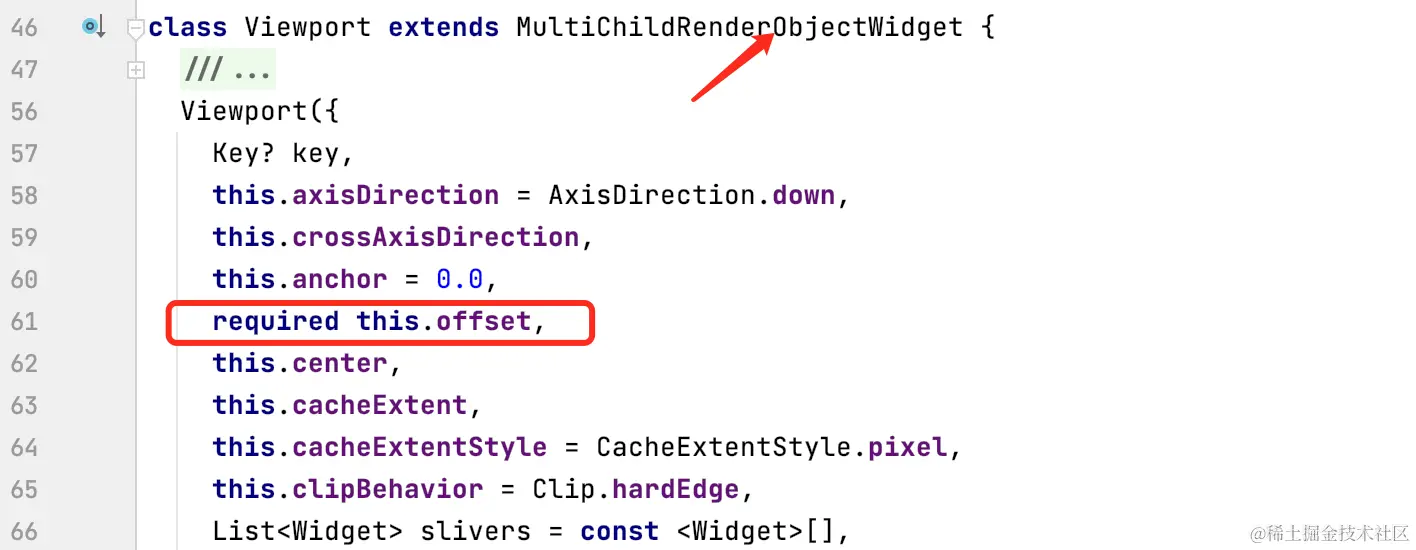 46 class Viewport extends MultiChildRenderObjectWidget {
47 /// ...
56 Viewport({
57 Key? key,
58 this.axisDirection = AxisDirection.down,
59 this.crossAxisDirection,
60 this.anchor = 0.0,
61 required this.offset,
62 this.center,
63 this.cacheExtent,
64 this.cacheExtentStyle = CacheExtentStyle.pixel,
65 this.clipBehavior = Clip.hardEdge,
66 List<Widget> slivers = const <Widget>[],
@稀土掘金技术社区